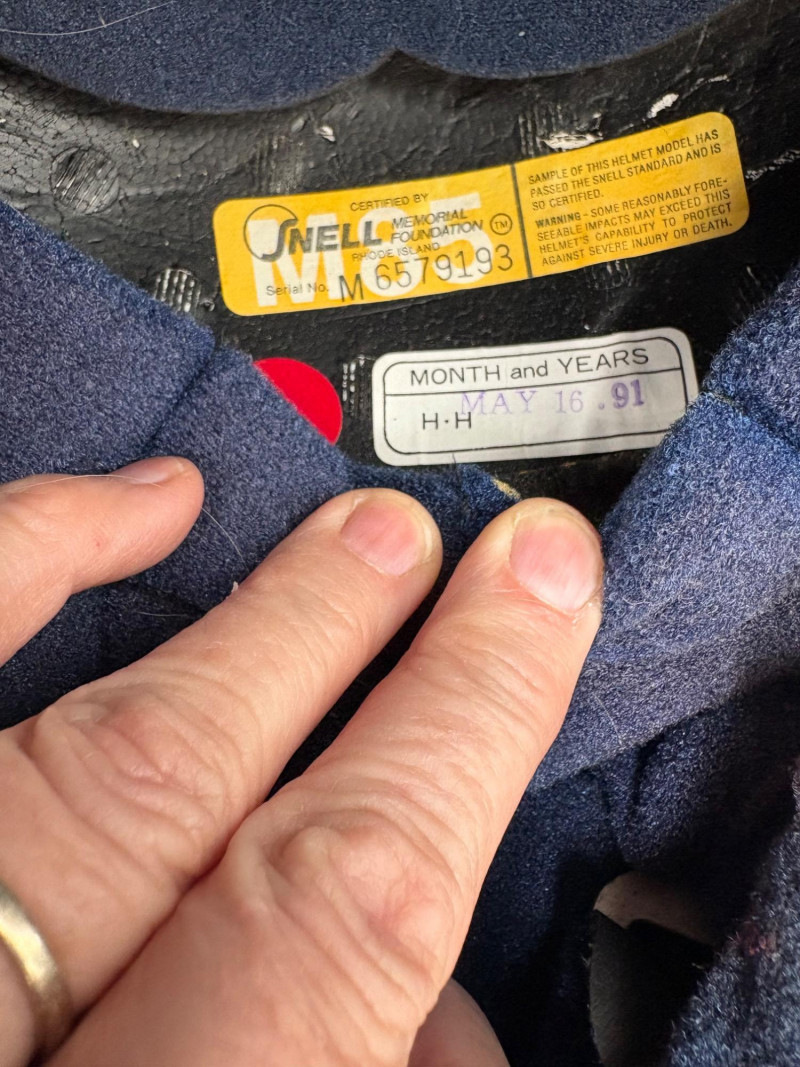 CERTIFIED BY
M85
SNELL MEMORIAL FOUNDATION TM
RHODE ISLAND
Serial No. M 6579193
SAMPLE OF THIS HELMET MODEL HAS
PASSED THE SNELL STANDARD AND IS
SO CERTIFIED.
WARNING - SOME REASONABLY FORE-
SEEABLE IMPACTS MAY EXCEED THIS
HELMET'S CAPABILITY TO PROTECT
AGAINST SEVERE INJURY OR DEATH.
MONTH and YEARS
MAY 16 .91
H·H